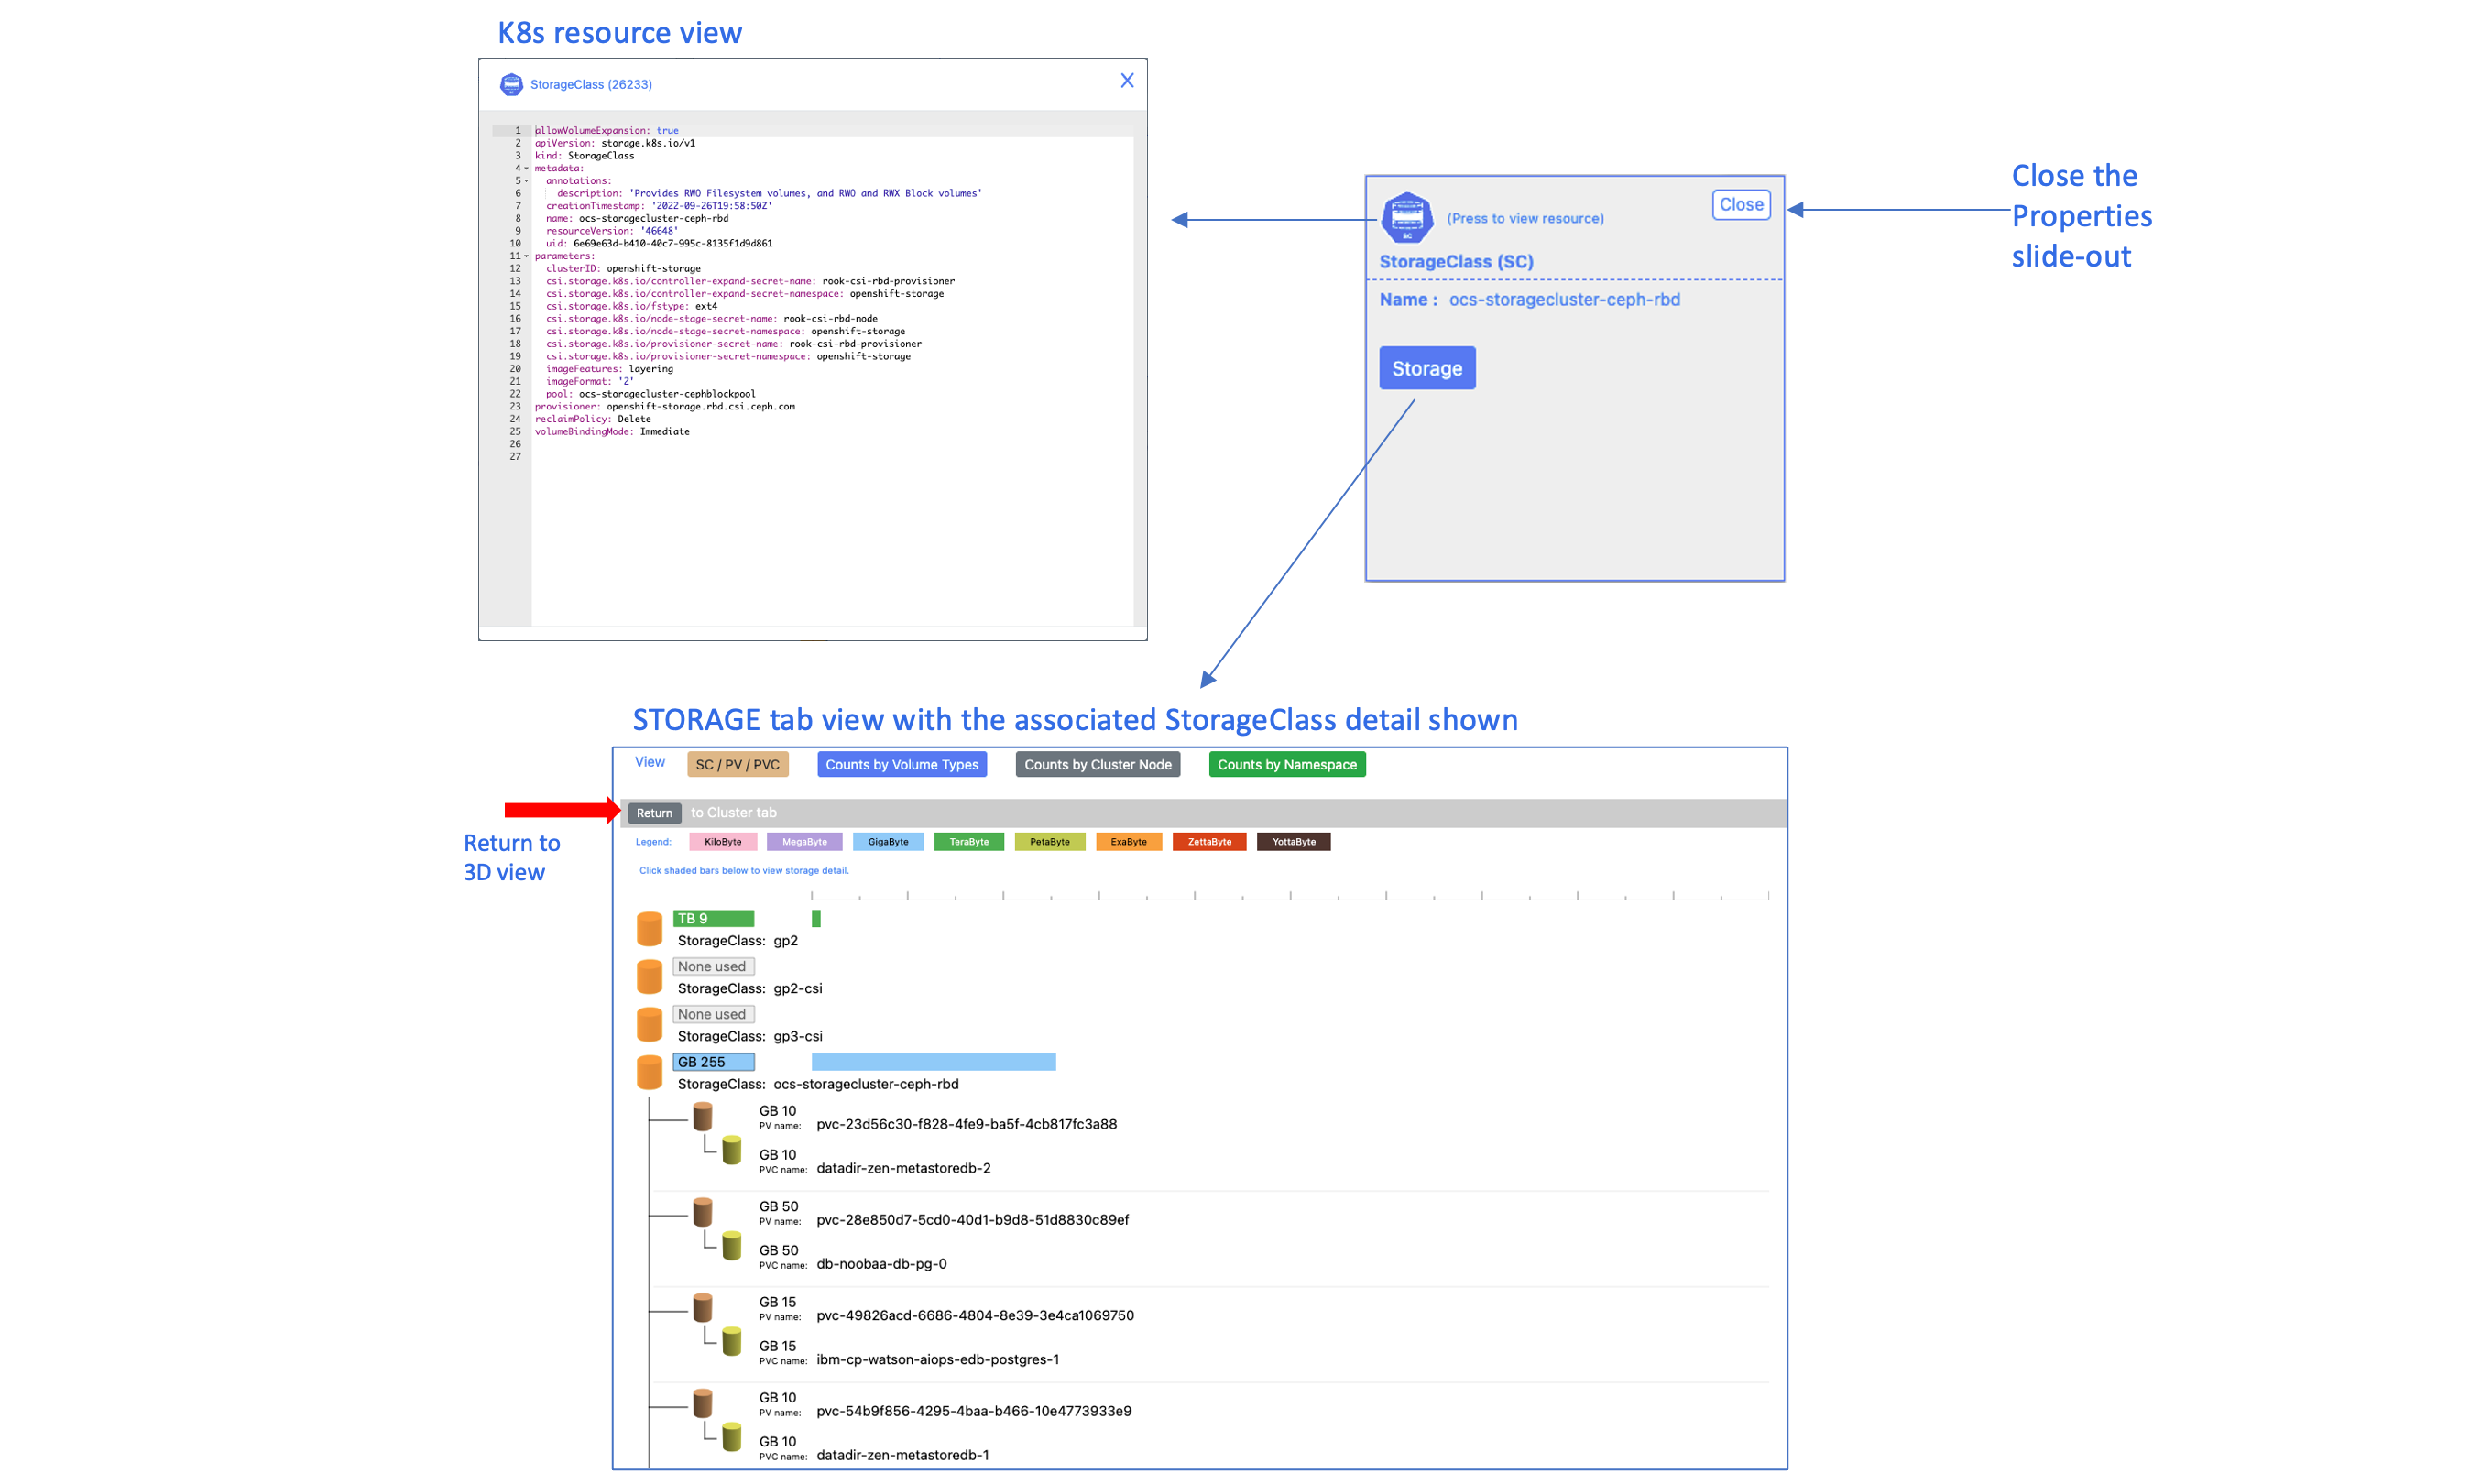 K8s resource view
StorageClass (26233)
X
1 allowVolumeExpansion: true
2 apiVersion: storage.k8s.io/v1
3 kind: StorageClass
4 metadata:
5 annotations:
6 description: 'Provides RWO Filesystem volumes, and RWO and RWX Block volumes'
7 creationTimestamp: '2022-09-26T19:58:50Z'
8 name: ocs-storagecluster-ceph-rbd
9 resourceVersion: '46648'
10 uid: 6e69e63d-b410-40c7-995c-8135f1d9d861
11 parameters:
12 clusterID: openshift-storage
13 csi.storage.k8s.io/controller-expand-secret-name: rook-csi-rbd-provisioner
14 csi.storage.k8s.io/controller-expand-secret-namespace: openshift-storage
15 csi.storage.k8s.io/fstype: ext4
16 csi.storage.k8s.io/node-stage-secret-name: rook-csi-rbd-node
17 csi.storage.k8s.io/node-stage-secret-namespace: openshift-storage
18 csi.storage.k8s.io/provisioner-secret-name: rook-csi-rbd-provisioner
19 csi.storage.k8s.io/provisioner-secret-namespace: openshift-storage
20 imageFeatures: layering
21 imageFormat: '2'
22 pool: ocs-storagecluster-cephblockpool
23 provisioner: openshift-storage.rbd.csi.ceph.com
24 reclaimPolicy: Delete
25 volumeBindingMode: Immediate
26
27
SC
(Press to view resource)
Close
StorageClass (SC)
Name : ocs-storagecluster-ceph-rbd
Storage
Close the
Properties
slide-out
STORAGE tab view with the associated StorageClass detail shown
View SC / PV / PVC Counts by Volume Types Counts by Cluster Node Counts by Namespace
Return to Cluster tab
Return to
3D view
Legend: KiloByte MegaByte GigaByte TeraByte PetaByte ExaByte ZettaByte YottaByte
Click shaded bars below to view storage detail.
TB 9
StorageClass: gp2
None used
StorageClass: gp2-csi
None used
StorageClass: gp3-csi
GB 255
StorageClass: ocs-storagecluster-ceph-rbd
GB 10
PV name: pvc-23d56c30-f828-4fe9-ba5f-4cb817fc3a88
GB 10
PVC name: datadir-zen-metastoredb-2
GB 50
PV name: pvc-28e850d7-5cd0-40d1-b9d8-51d8830c89ef
GB 50
PVC name: db-noobaa-db-pg-0
GB 15
PV name: pvc-49826acd-6686-4804-8e39-3e4ca1069750
GB 15
PVC name: ibm-cp-watson-aiops-edb-postgres-1
GB 10
PV name: pvc-54b9f856-4295-4baa-b466-10e4773933e9
GB 10
PVC name: datadir-zen-metastoredb-1